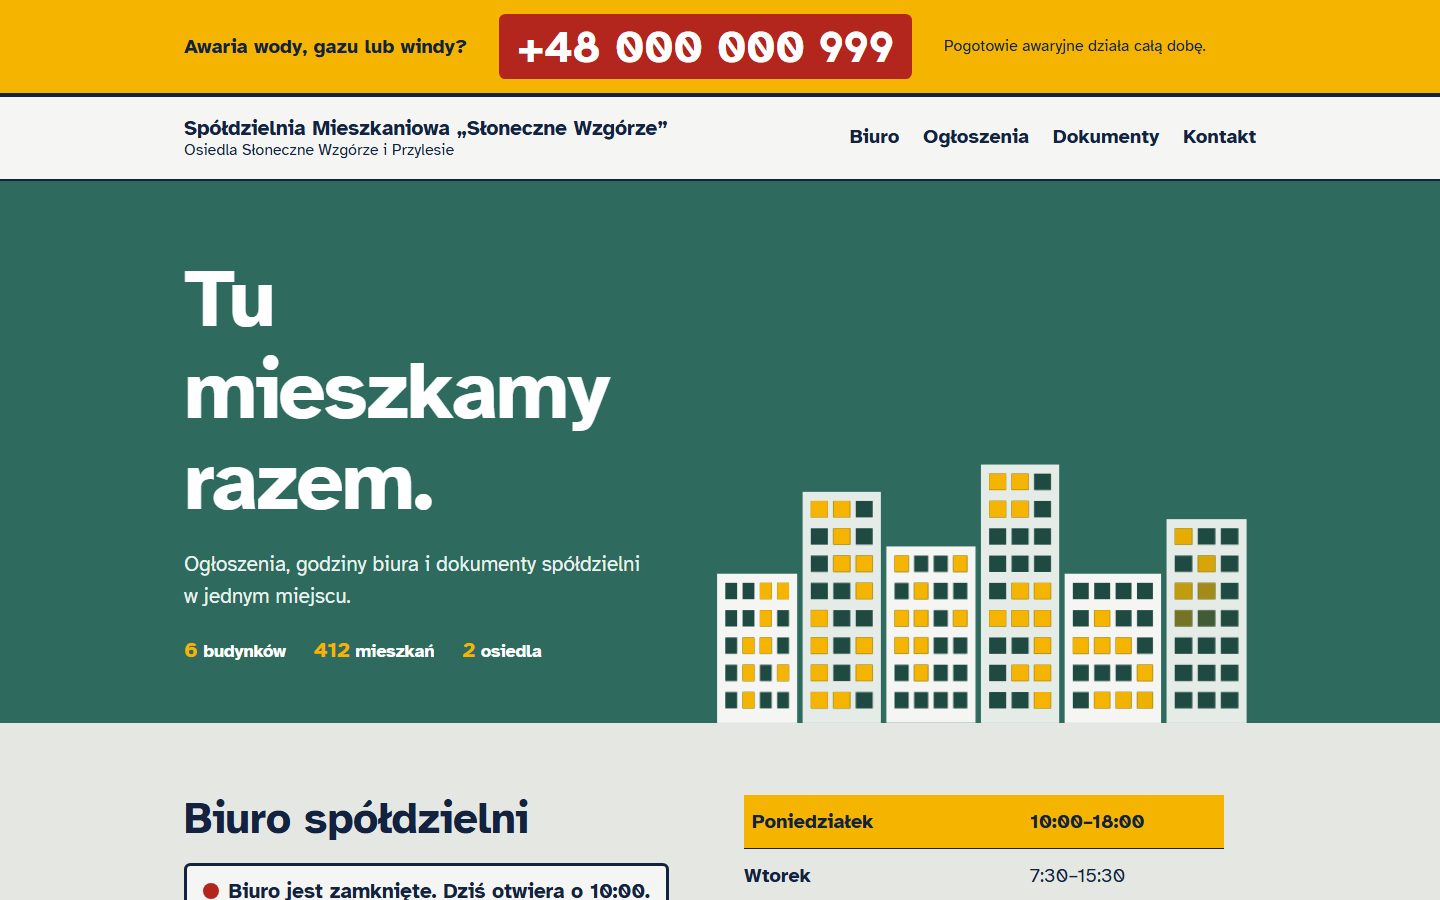 Awaria wody, gazu lub windy?
+48 000 000 999
Pogotowie awaryjne działa całą dobę.
Spółdzielnia Mieszkaniowa „Słoneczne Wzgórze”
Osiedla Słoneczne Wzgórze i Przylesie
Biuro Ogłoszenia Dokumenty Kontakt
Tu
mieszkamy
razem.
Ogłoszenia, godziny biura i dokumenty spółdzielni
w jednym miejscu.
6 budynków 412 mieszkań 2 osiedla
Biuro spółdzielni
Biuro jest zamknięte. Dziś otwiera o 10:00.
Poniedziałek 10:00–18:00
Wtorek 7:30–15:30